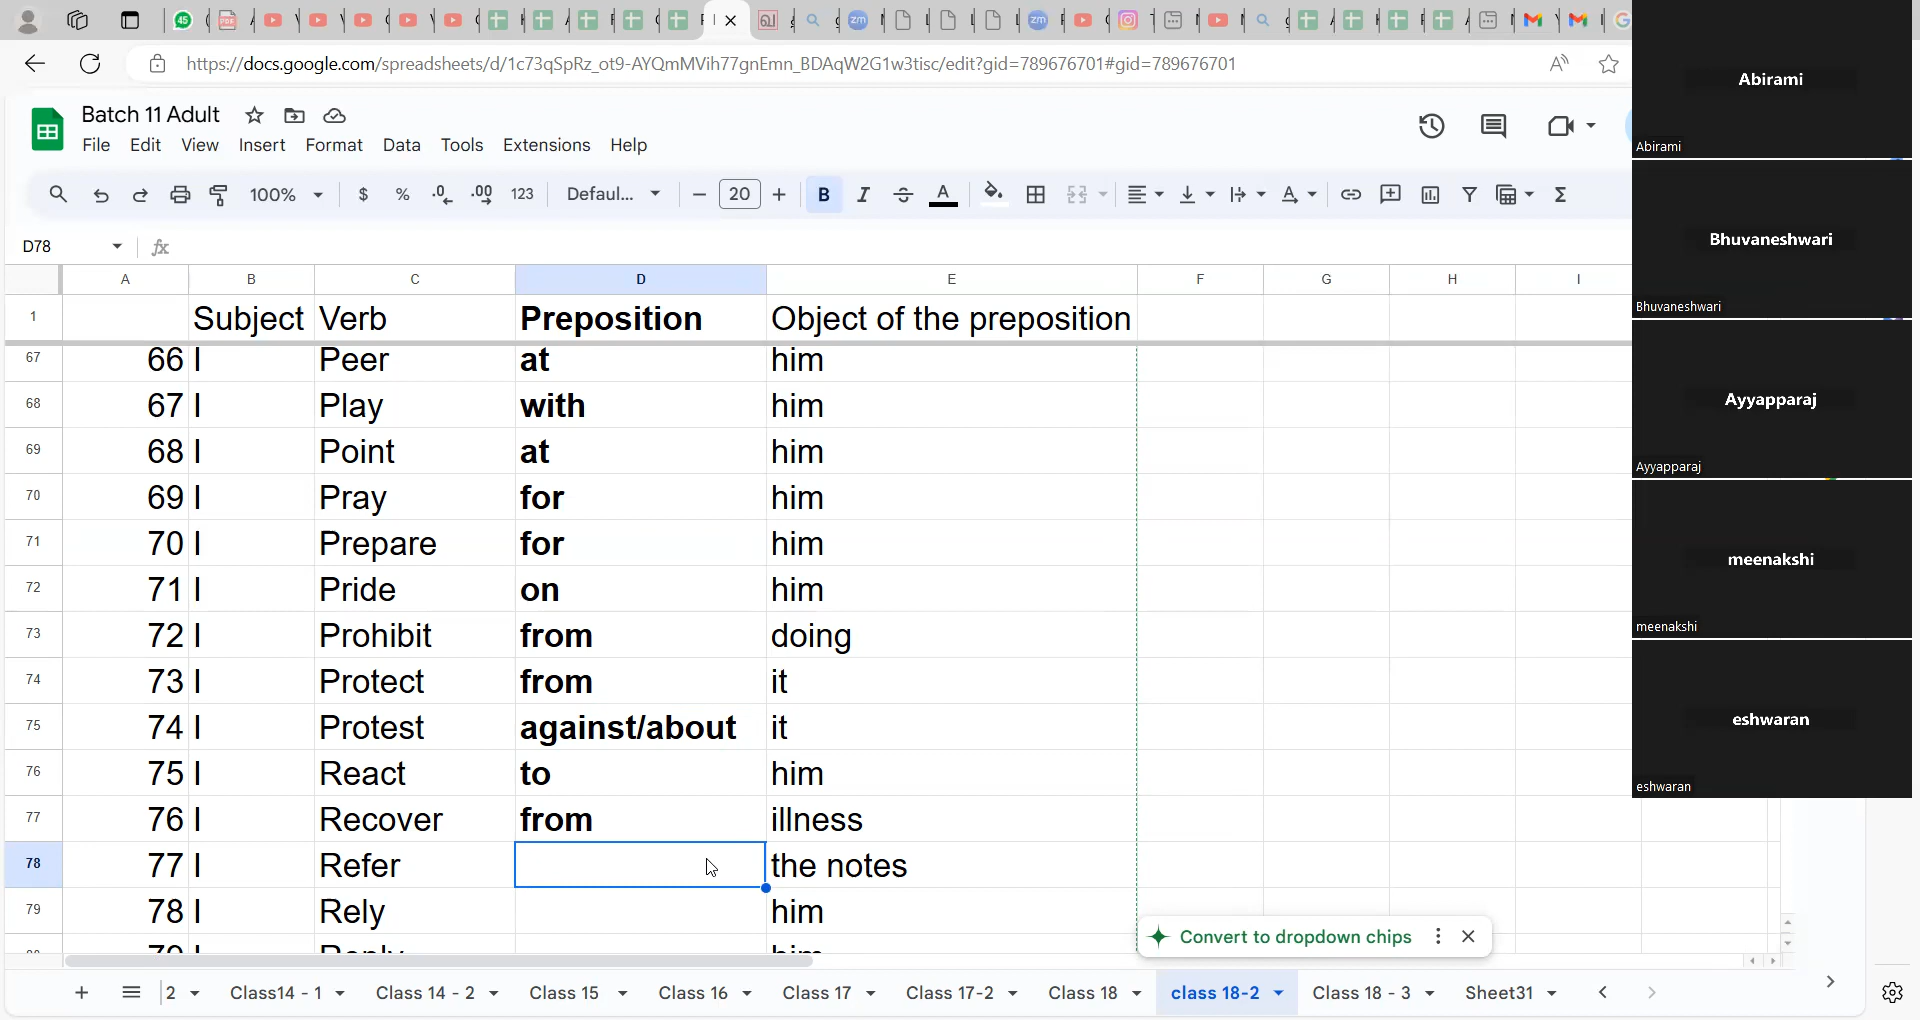 https://docs.google.com/spreadsheets/d/1c73qSpRz_ot9-AYQmMVih77gnEmn_BDAqW2G1w3tisc/edit?gid=789676701#gid=789676701
Batch 11 Adult
File Edit View Insert Format Data Tools Extensions Help
100% $ % .0 .00 123 Defaul... 20 B I
D78 fx
A B C D E F G H I
1 Subject Verb Preposition Object of the preposition
67 66 I Peer at him
68 67 I Play with him
69 68 I Point at him
70 69 I Pray for him
71 70 I Prepare for him
72 71 I Pride on him
73 72 I Prohibit from doing
74 73 I Protect from it
75 74 I Protest against/about it
76 75 I React to him
77 76 I Recover from illness
78 77 I Refer the notes
79 78 I Rely him
Convert to dropdown chips
2 Class14 - 1 Class 14 - 2 Class 15 Class 16 Class 17 Class 17-2 Class 18 class 18-2 Class 18 - 3 Sheet31
Abirami
Abirami
Bhuvaneshwari
Bhuvaneshwari
Ayyapparaj
Ayyapparaj
meenakshi
meenakshi
eshwaran
eshwaran